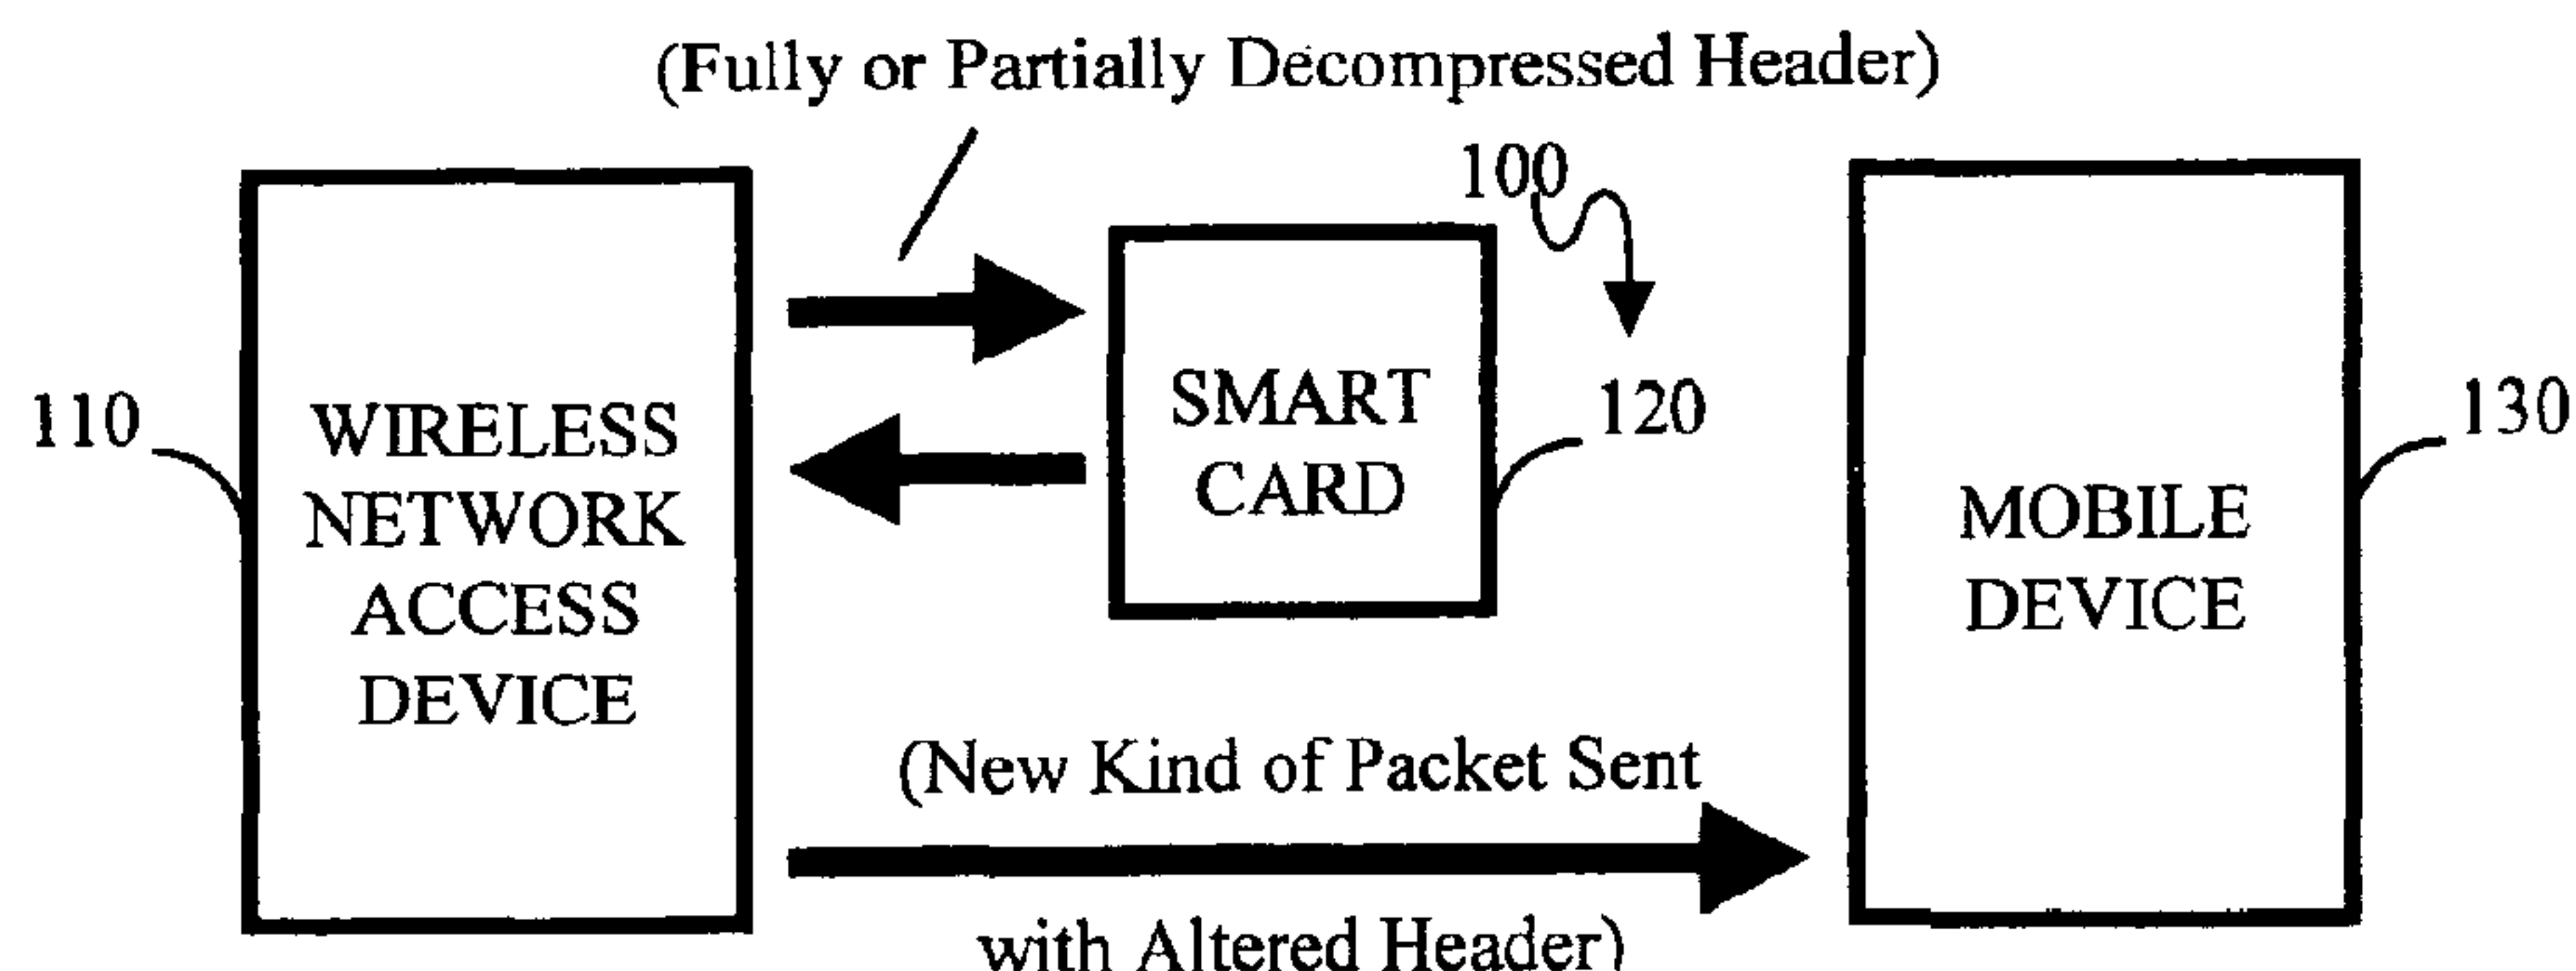 (Fully or Partially Decompressed Header)
100
110
WIRELESS
NETWORK
ACCESS
DEVICE
SMART
CARD
120
MOBILE
DEVICE
130
(New Kind of Packet Sent
with Altered Header)